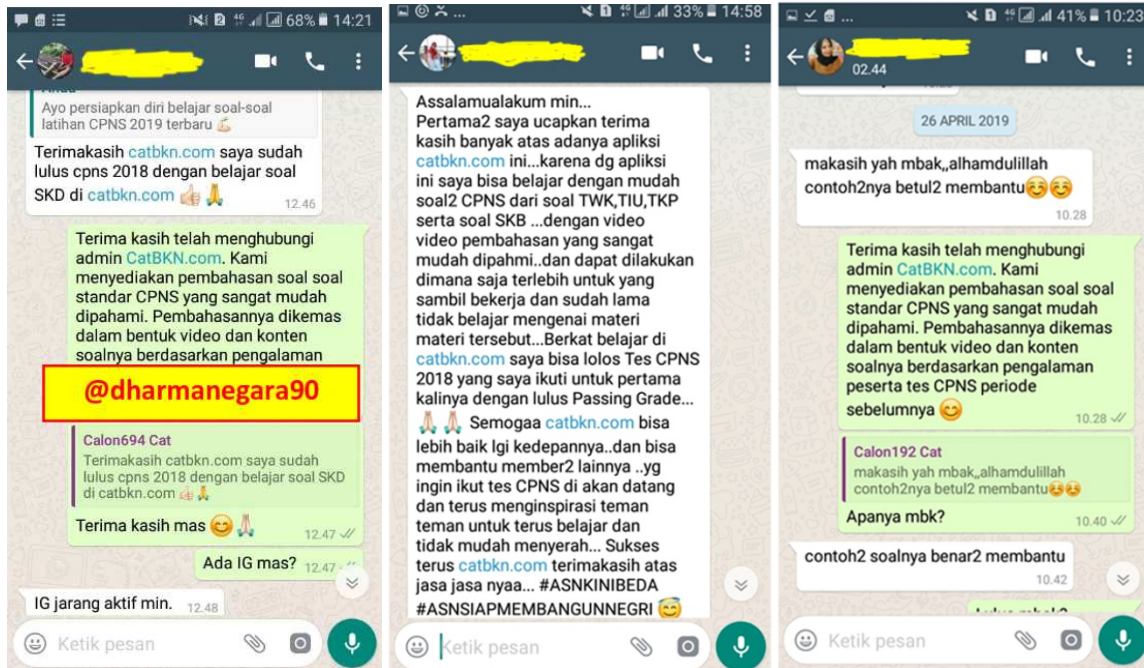 68% 14:21
Ayo persiapkan diri belajar soal-soal
latihan CPNS 2019 terbaru 💪
Terimakasih catbkn.com saya sudah
lulus cpns 2018 dengan belajar soal
SKD di catbkn.com 👍🙏
12.46
Terima kasih telah menghubungi
admin CatBKN.com. Kami
menyediakan pembahasan soal soal
standar CPNS yang sangat mudah
dipahami. Pembahasannya dikemas
dalam bentuk video dan konten
soalnya berdasarkan pengalaman
@dharmanegara90
Calon694 Cat
Terimakasih catbkn.com saya sudah
lulus cpns 2018 dengan belajar soal SKD
di catbkn.com 👍🙏
Terima kasih mas 😊🙏
12.47
Ada IG mas? 12.47
IG jarang aktif min. 12.48
Ketik pesan
33% 14:58
Assalamualakum min...
Pertama2 saya ucapkan terima
kasih banyak atas adanya apliksi
catbkn.com ini...karena dg apliksi
ini saya bisa belajar dengan mudah
soal2 CPNS dari soal TWK,TIU,TKP
serta soal SKB ...dengan video
video pembahasan yang sangat
mudah dipahmi..dan dapat dilakukan
dimana saja terlebih untuk yang
sambil bekerja dan sudah lama
tidak belajar mengenai materi
materi tersebut...Berkat belajar di
catbkn.com saya bisa lolos Tes CPNS
2018 yang saya ikuti untuk pertama
kalinya dengan lulus Passing Grade...
🙏🙏 Semogaa catbkn.com bisa
lebih baik lgi kedepannya..dan bisa
membantu member2 lainnya ..yg
ingin ikut tes CPNS di akan datang
dan terus menginspirasi teman
teman untuk terus belajar dan
tidak mudah menyerah... Sukses
terus catbkn.com terimakasih atas
jasa jasa nyaa... #ASNKINIBEDA
#ASNSIAPMEMBANGUNNEGRI 😇
Ketik pesan
41% 10:23
02.44
26 APRIL 2019
makasih yah mbak,,alhamdulillah
contoh2nya betul2 membantu☺️☺️
10.28
Terima kasih telah menghubungi
admin CatBKN.com. Kami
menyediakan pembahasan soal soal
standar CPNS yang sangat mudah
dipahami. Pembahasannya dikemas
dalam bentuk video dan konten
soalnya berdasarkan pengalaman
peserta tes CPNS periode
sebelumnya 😊
10.28
Calon192 Cat
makasih yah mbak,,alhamdulillah
contoh2nya betul2 membantu☺️☺️
Apanya mbk?
10.40
contoh2 soalnya benar2 membantu
10.42
Ketik pesan